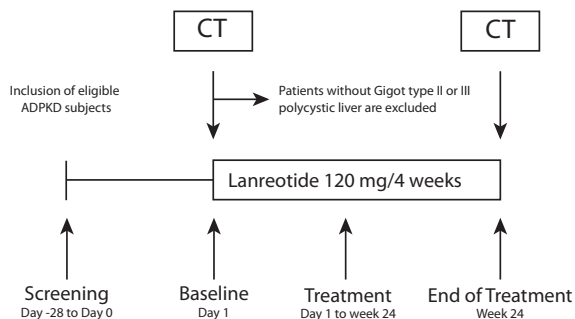 CT
CT
Inclusion of eligible
ADPKD subjects
Patients without Gigot type II or III
polycystic liver are excluded
Lanreotide 120 mg/4 weeks
Screening
Day -28 to Day 0
Baseline
Day 1
Treatment
Day 1 to week 24
End of Treatment
Week 24